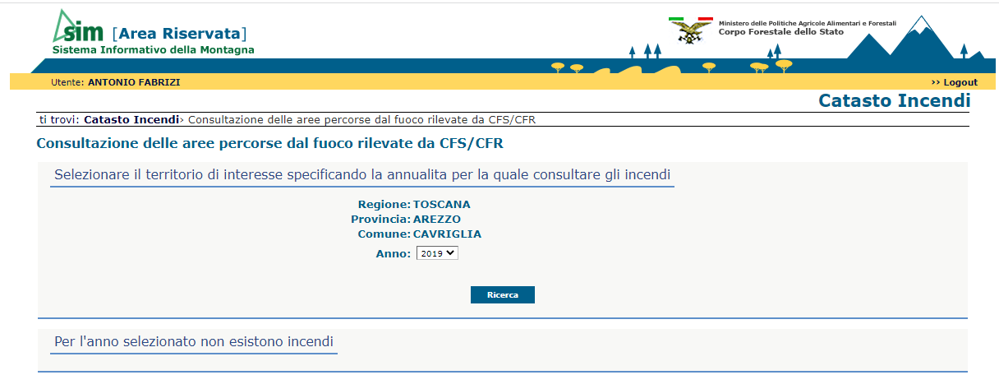 sim [Area Riservata]
Sistema Informativo della Montagna
Ministero delle Politiche Agricole Alimentari e Forestali
Corpo Forestale dello Stato
Utente: ANTONIO FABRIZI
›› Logout
Catasto Incendi
ti trovi: Catasto Incendi› Consultazione delle aree percorse dal fuoco rilevate da CFS/CFR
Consultazione delle aree percorse dal fuoco rilevate da CFS/CFR
Selezionare il territorio di interesse specificando la annualita per la quale consultare gli incendi
Regione: TOSCANA
Provincia: AREZZO
Comune: CAVRIGLIA
Anno: 2019
Ricerca
Per l'anno selezionato non esistono incendi